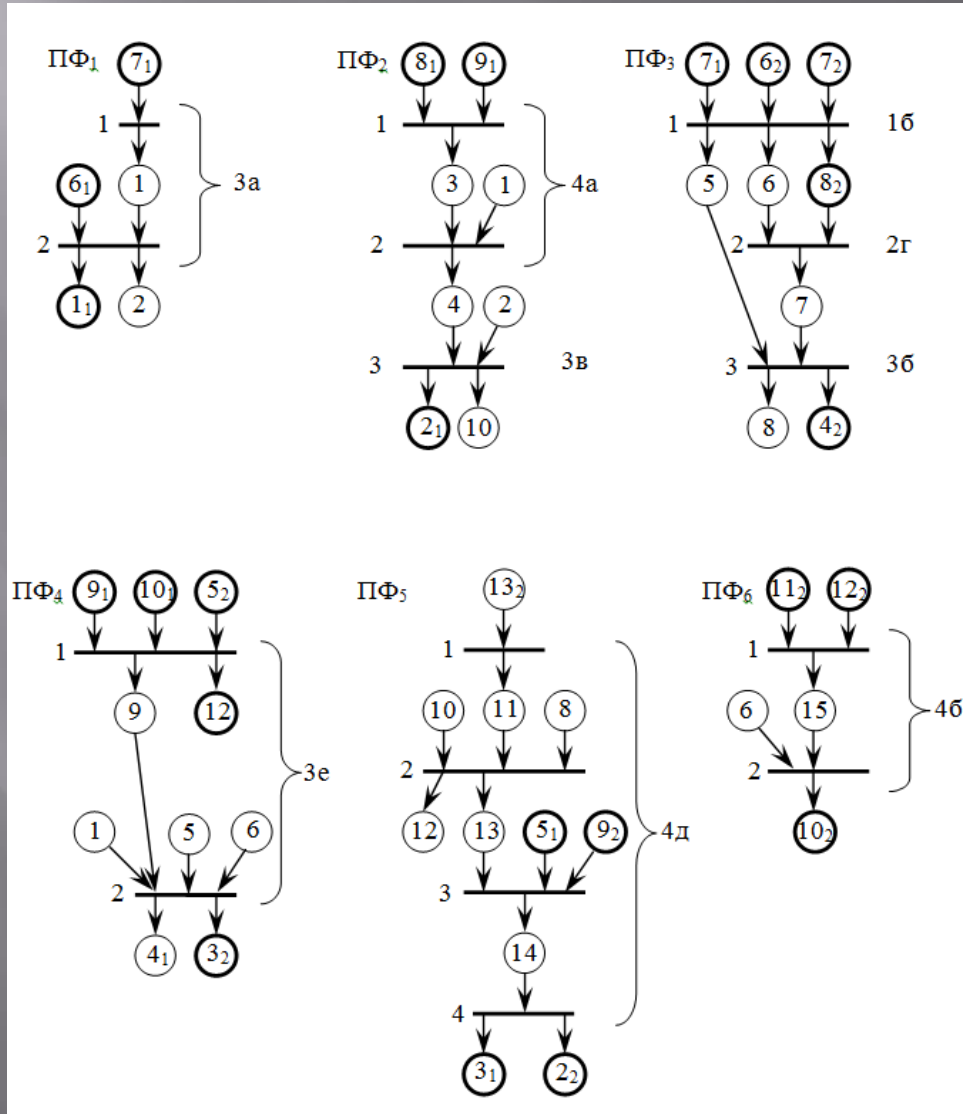 ПФ₁ 7₁ ПФ₂ 8₁ 9₁ ПФ₃ 7₁ 6₂ 7₂
1 1 1 1б
6₁ 1 3а 3 1 4а 5 6 8₂
2 2 2 2г
1₁ 2 4 2 7
3 3в 3 3б
2₁ 10 8 4₂
ПФ₄ 9₁ 10₁ 5₂ ПФ₅ 13₂ ПФ₆ 11₂ 12₂
1 1 1
9 12 10 11 8 6 15 4б
3е 2 2
1 5 6 12 13 5₁ 9₂ 4д 10₂
2 3
4₁ 3₂ 14
4
3₁ 2₂